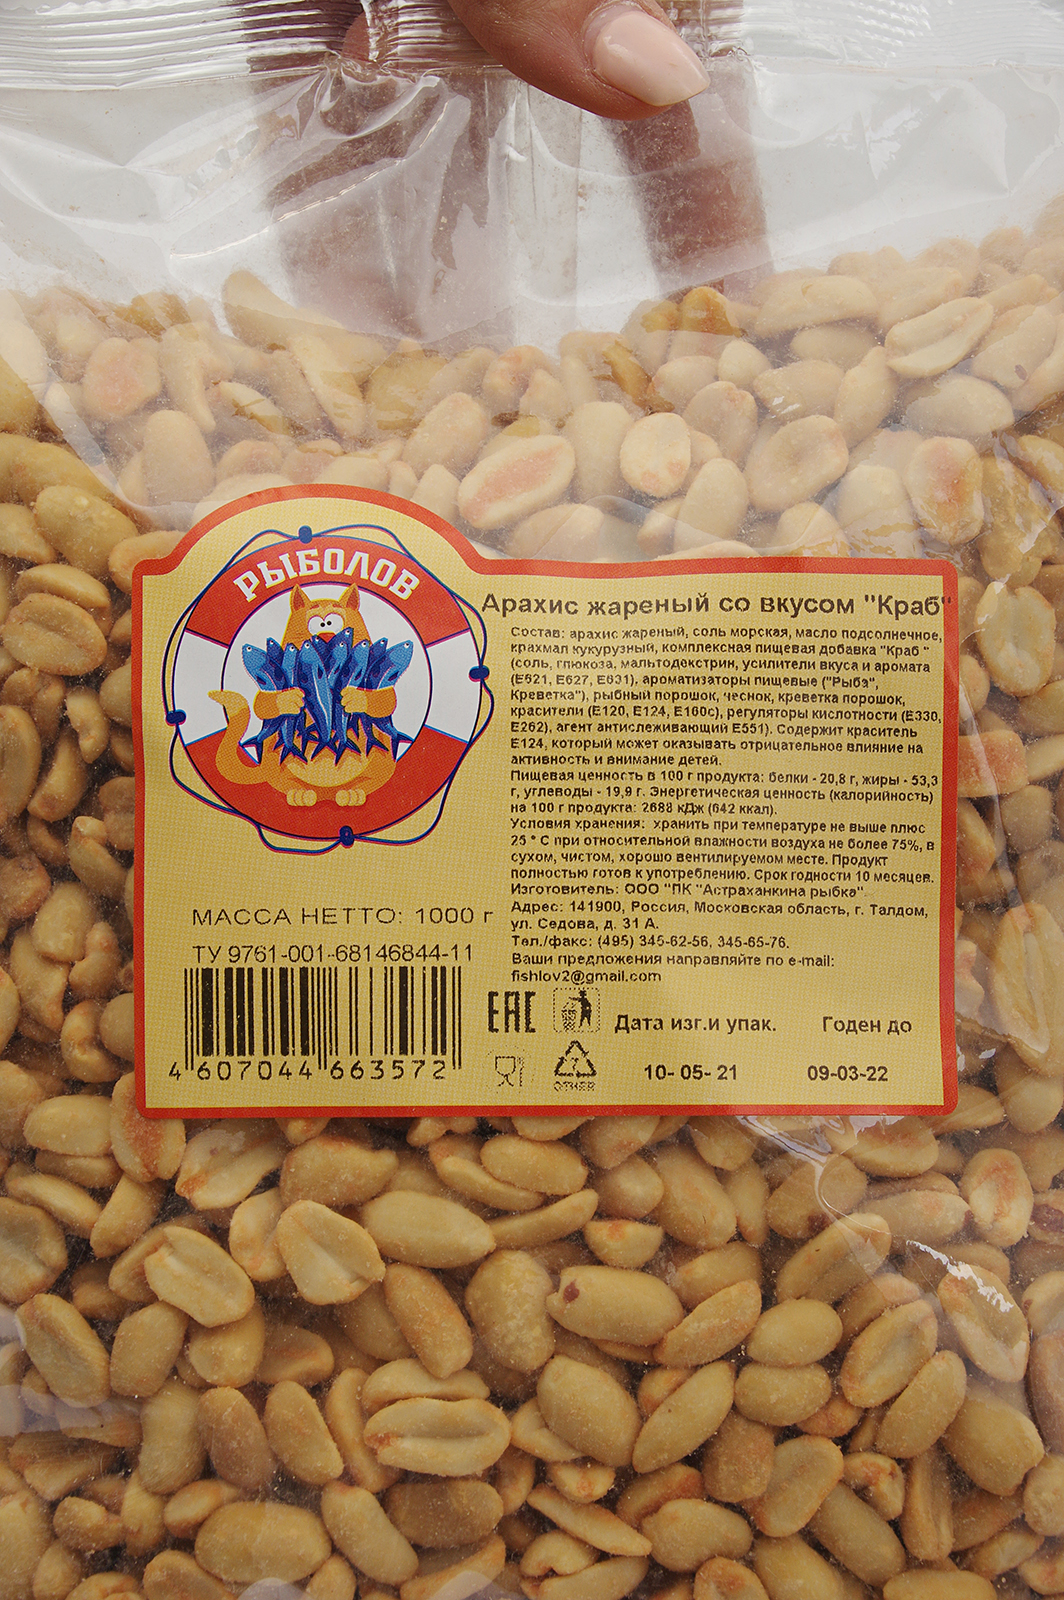 РЫБОЛОВ
Арахис жареный со вкусом "Краб"
Состав: арахис жареный, соль морская, масло подсолнечное,
крахмал кукурузный, комплексная пищевая добавка "Краб "
(соль, глюкоза, мальтодекстрин, усилители вкуса и аромата
(Е621, Е627, Е631), ароматизаторы пищевые ("Рыба",
Креветка"), рыбный порошок, чеснок, креветка порошок,
красители (Е120, Е124, Е160с), регуляторы кислотности (Е330,
Е262), агент антислеживающий Е551). Содержит краситель
Е124, который может оказывать отрицательное влияние на
активность и внимание детей.
Пищевая ценность в 100 г продукта: белки - 20,8 г, жиры - 53,3
г, углеводы - 19,9 г. Энергетическая ценность (калорийность)
на 100 г продукта: 2688 кДж (642 ккал).
Условия хранения: хранить при температуре не выше плюс
25 ° С при относительной влажности воздуха не более 75%, в
сухом, чистом, хорошо вентилируемом месте. Продукт
полностью готов к употреблению. Срок годности 10 месяцев.
Изготовитель: ООО "ПК "Астраханкина рыбка".
Адрес: 141900, Россия, Московская область, г. Талдом,
ул. Седова, д. 31 А.
Тел./факс: (495) 345-62-56, 345-65-76.
Ваши предложения направляйте по e-mail:
fishlov2@gmail.com
МАССА НЕТТО: 1000 г
ТУ 9761-001-68146844-11
4 607044 663572
ЕАС
OTHER
Дата изг.и упак. Годен до
10- 05- 21 09-03-22